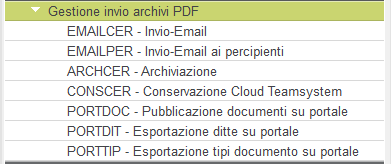 Gestione invio archivi PDF
EMAILCER - Invio-Email
EMAILPER - Invio-Email ai percipienti
ARCHCER - Archiviazione
CONSCER - Conservazione Cloud Teamsystem
PORTDOC - Pubblicazione documenti su portale
PORTDIT - Esportazione ditte su portale
PORTTIP - Esportazione tipi documento su portale